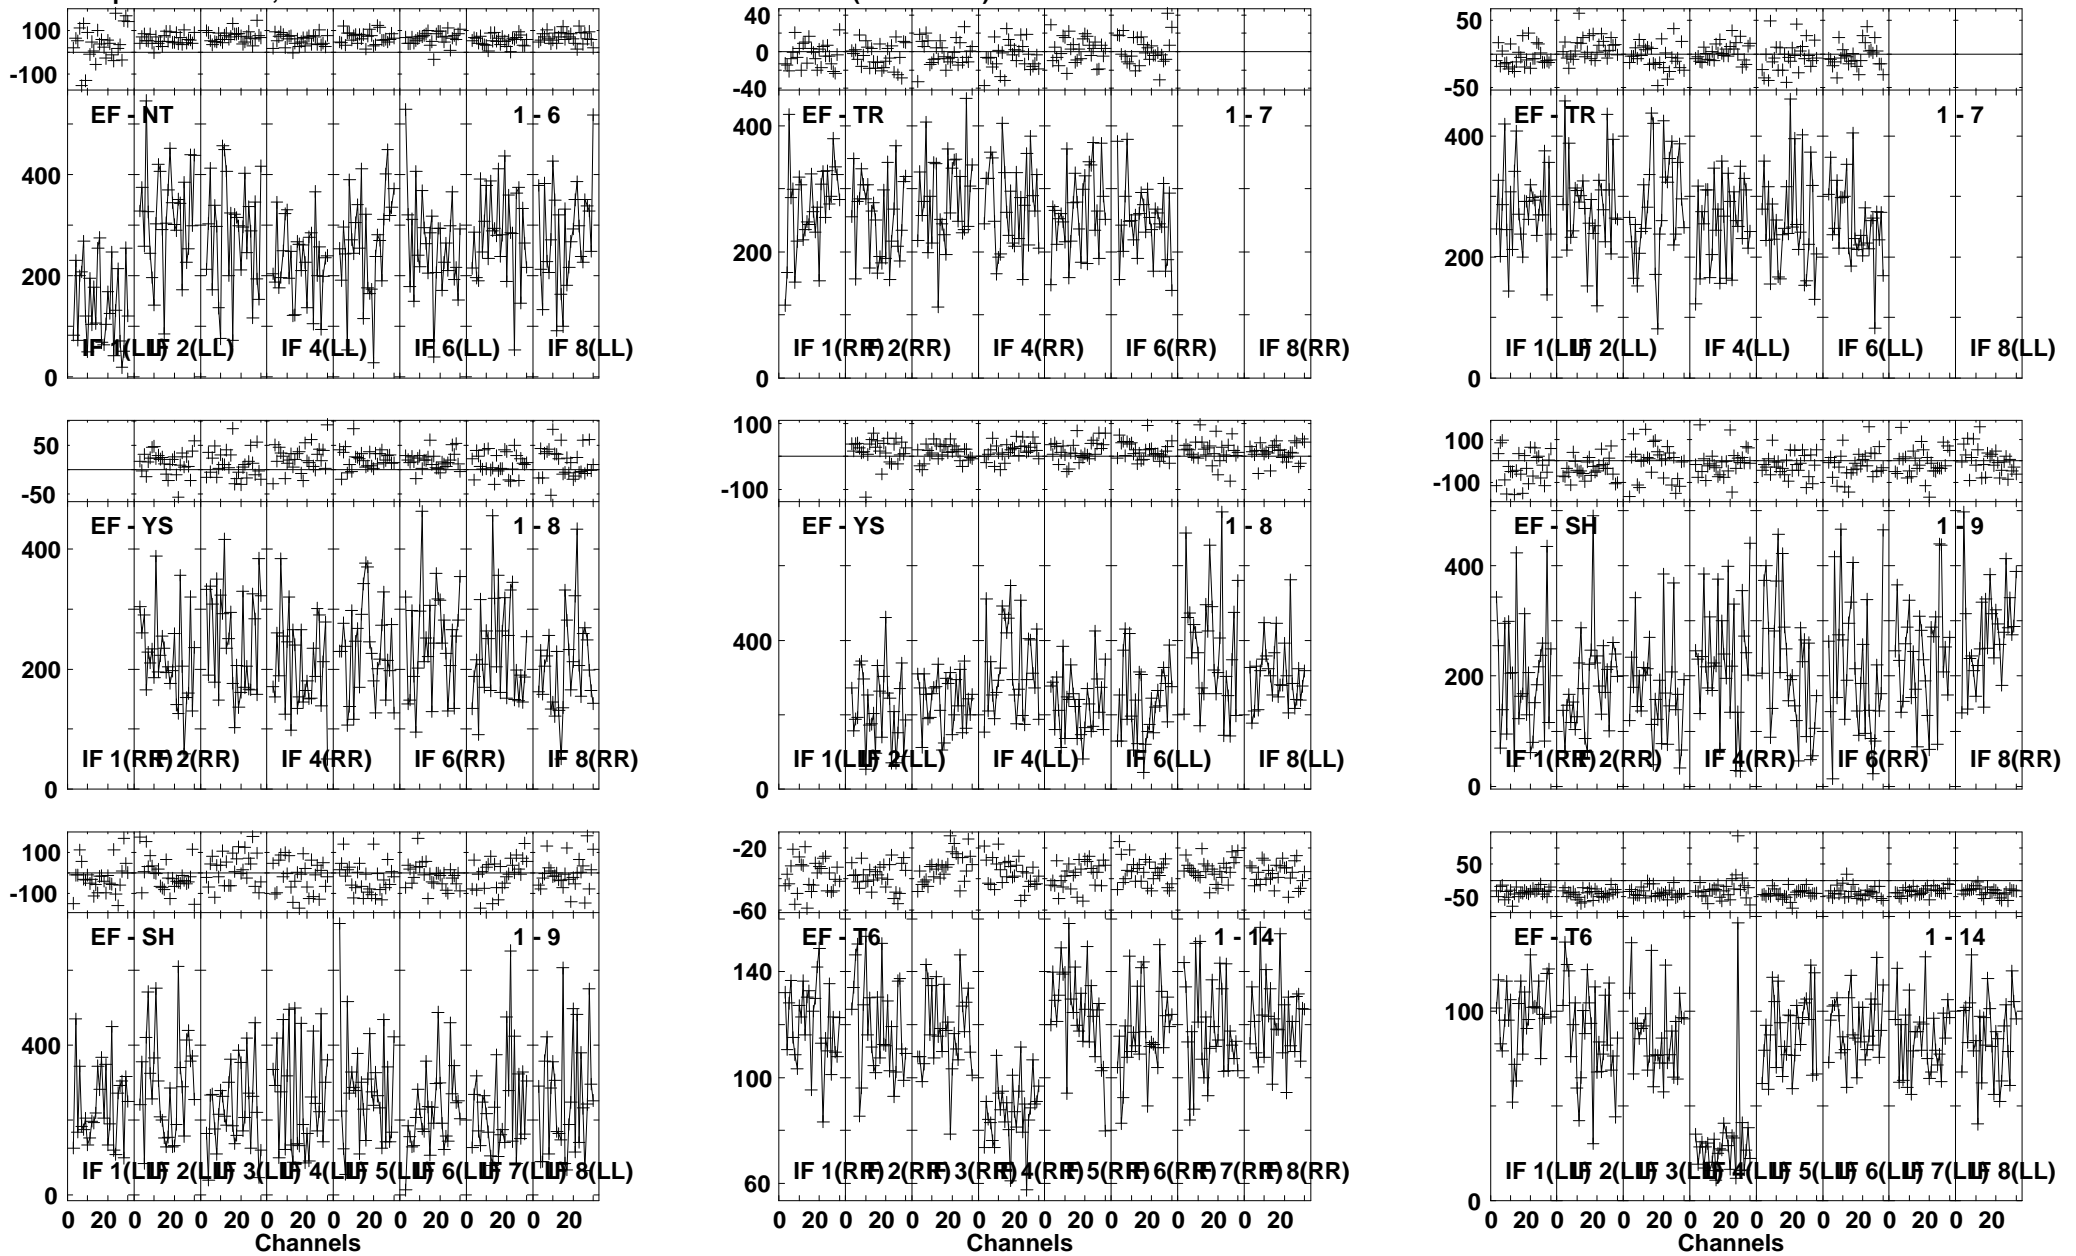 100
-100
EF - NT 1 - 6
400
200
0
IF 1(LL) IF 2(LL) IF 4(LL) IF 6(LL) IF 8(LL)
40
0
-40
EF - TR 1 - 7
400
200
0
IF 1(RR) IF 2(RR) IF 4(RR) IF 6(RR) IF 8(RR)
50
-50
EF - TR 1 - 7
400
200
0
IF 1(LL) IF 2(LL) IF 4(LL) IF 6(LL) IF 8(LL)
50
-50
EF - YS 1 - 8
400
200
0
IF 1(RR) IF 2(RR) IF 4(RR) IF 6(RR) IF 8(RR)
100
-100
EF - YS 1 - 8
400
0
IF 1(LL) IF 2(LL) IF 4(LL) IF 6(LL) IF 8(LL)
100
-100
EF - SH 1 - 9
400
200
0
IF 1(RR) IF 2(RR) IF 4(RR) IF 6(RR) IF 8(RR)
100
-100
EF - SH 1 - 9
400
0
IF 1(LL) IF 2(LL) IF 3(LL) IF 4(LL) IF 5(LL) IF 6(LL) IF 7(LL) IF 8(LL)
0 20 0 20 0 20 0 20 0 20 0 20 0 20 0 20
Channels
-20
-60
EF - T6 1 - 14
140
100
60
IF 1(RR) IF 2(RR) IF 3(RR) IF 4(RR) IF 5(RR) IF 6(RR) IF 7(RR) IF 8(RR)
0 20 0 20 0 20 0 20 0 20 0 20 0 20 0 20
Channels
50
-50
EF - T6 1 - 14
100
0
IF 1(LL) IF 2(LL) IF 3(LL) IF 4(LL) IF 5(LL) IF 6(LL) IF 7(LL) IF 8(LL)
0 20 0 20 0 20 0 20 0 20 0 20 0 20 0 20
Channels